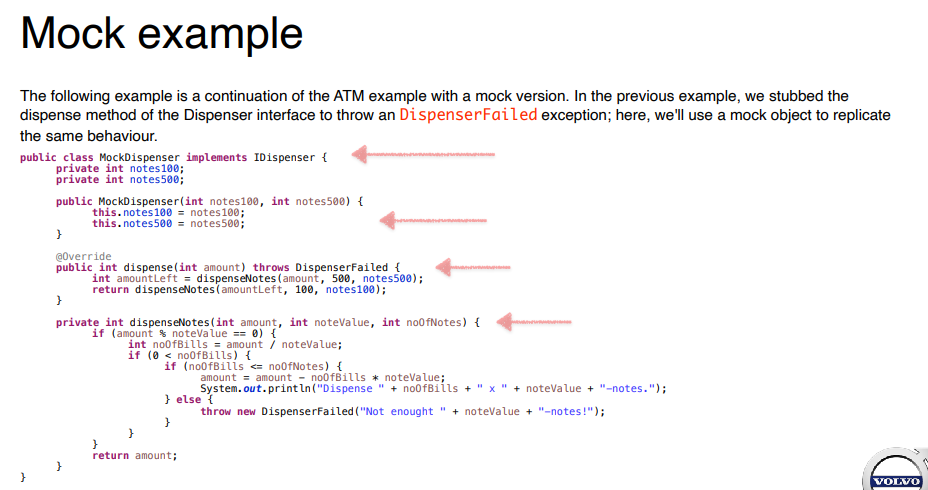 Mock example
The following example is a continuation of the ATM example with a mock version. In the previous example, we stubbed the
dispense method of the Dispenser interface to throw an DispenserFailed exception; here, we'll use a mock object to replicate
the same behaviour.
public class MockDispenser implements IDispenser {
private int notes100;
private int notes500;
public MockDispenser(int notes100, int notes500) {
this.notes100 = notes100;
this.notes500 = notes500;
}
@Override
public int dispense(int amount) throws DispenserFailed {
int amountLeft = dispenseNotes(amount, 500, notes500);
return dispenseNotes(amountLeft, 100, notes100);
}
private int dispenseNotes(int amount, int noteValue, int noOfNotes) {
if (amount % noteValue == 0) {
int noOfBills = amount / noteValue;
if (0 < noOfBills) {
if (noOfBills <= noOfNotes) {
amount = amount - noOfBills * noteValue;
System.out.println("Dispense " + noOfBills + " x " + noteValue + "-notes.");
} else {
throw new DispenserFailed("Not enought " + noteValue + "-notes!");
}
}
}
return amount;
}
}
VOLVO